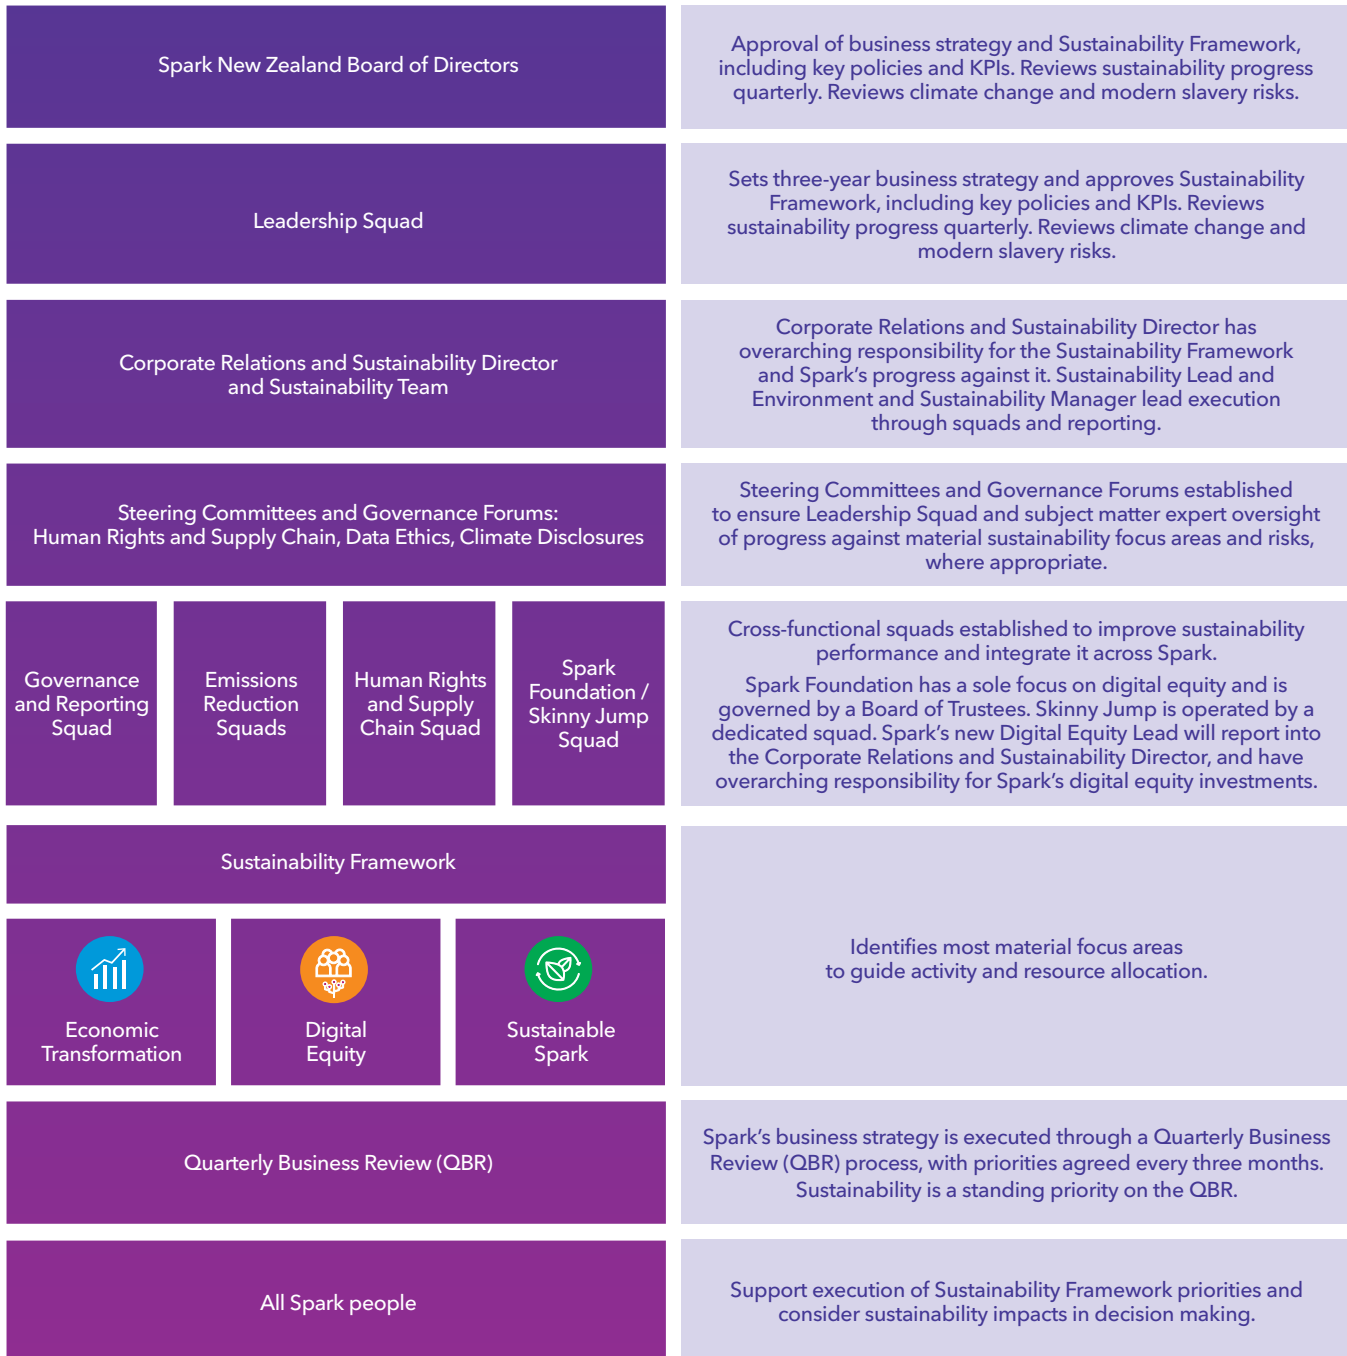 Spark New Zealand Board of Directors
Approval of business strategy and Sustainability Framework,
including key policies and KPIs. Reviews sustainability progress
quarterly. Reviews climate change and modern slavery risks.
Leadership Squad
Sets three-year business strategy and approves Sustainability
Framework, including key policies and KPIs. Reviews
sustainability progress quarterly. Reviews climate change and
modern slavery risks.
Corporate Relations and Sustainability Director
and Sustainability Team
Corporate Relations and Sustainability Director has
overarching responsibility for the Sustainability Framework
and Spark’s progress against it. Sustainability Lead and
Environment and Sustainability Manager lead execution
through squads and reporting.
Steering Committees and Governance Forums:
Human Rights and Supply Chain, Data Ethics, Climate Disclosures
Steering Committees and Governance Forums established
to ensure Leadership Squad and subject matter expert oversight
of progress against material sustainability focus areas and risks,
where appropriate.
Governance
and Reporting
Squad
Emissions
Reduction
Squads
Human Rights
and Supply
Chain Squad
Spark
Foundation /
Skinny Jump
Squad
Cross-functional squads established to improve sustainability
performance and integrate it across Spark.
Spark Foundation has a sole focus on digital equity and is
governed by a Board of Trustees. Skinny Jump is operated by a
dedicated squad. Spark’s new Digital Equity Lead will report into
the Corporate Relations and Sustainability Director, and have
overarching responsibility for Spark’s digital equity investments.
Sustainability Framework
Economic
Transformation
Digital
Equity
Sustainable
Spark
Identifies most material focus areas
to guide activity and resource allocation.
Quarterly Business Review (QBR)
Spark’s business strategy is executed through a Quarterly Business
Review (QBR) process, with priorities agreed every three months.
Sustainability is a standing priority on the QBR.
All Spark people
Support execution of Sustainability Framework priorities and
consider sustainability impacts in decision making.